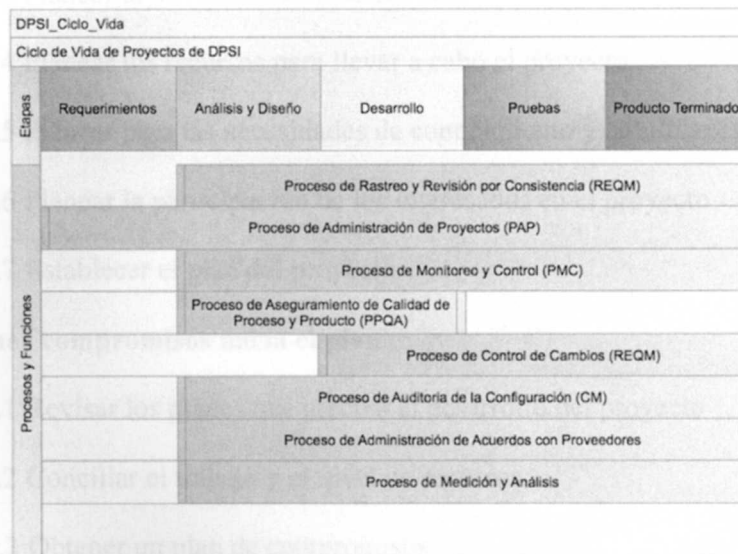 DPSI_Ciclo_Vida
Ciclo de Vida de Proyectos de DPSI
Etapas
Requerimientos
Análisis y Diseño
Desarrollo
Pruebas
Producto Terminado
Procesos y Funciones
Proceso de Rastreo y Revisión por Consistencia (REQM)
Proceso de Administración de Proyectos (PAP)
Proceso de Monitoreo y Control (PMC)
Proceso de Aseguramiento de Calidad de
Proceso y Producto (PPQA)
Proceso de Control de Cambios (REQM)
Proceso de Auditoria de la Configuración (CM)
Proceso de Administración de Acuerdos con Proveedores
Proceso de Medición y Análisis